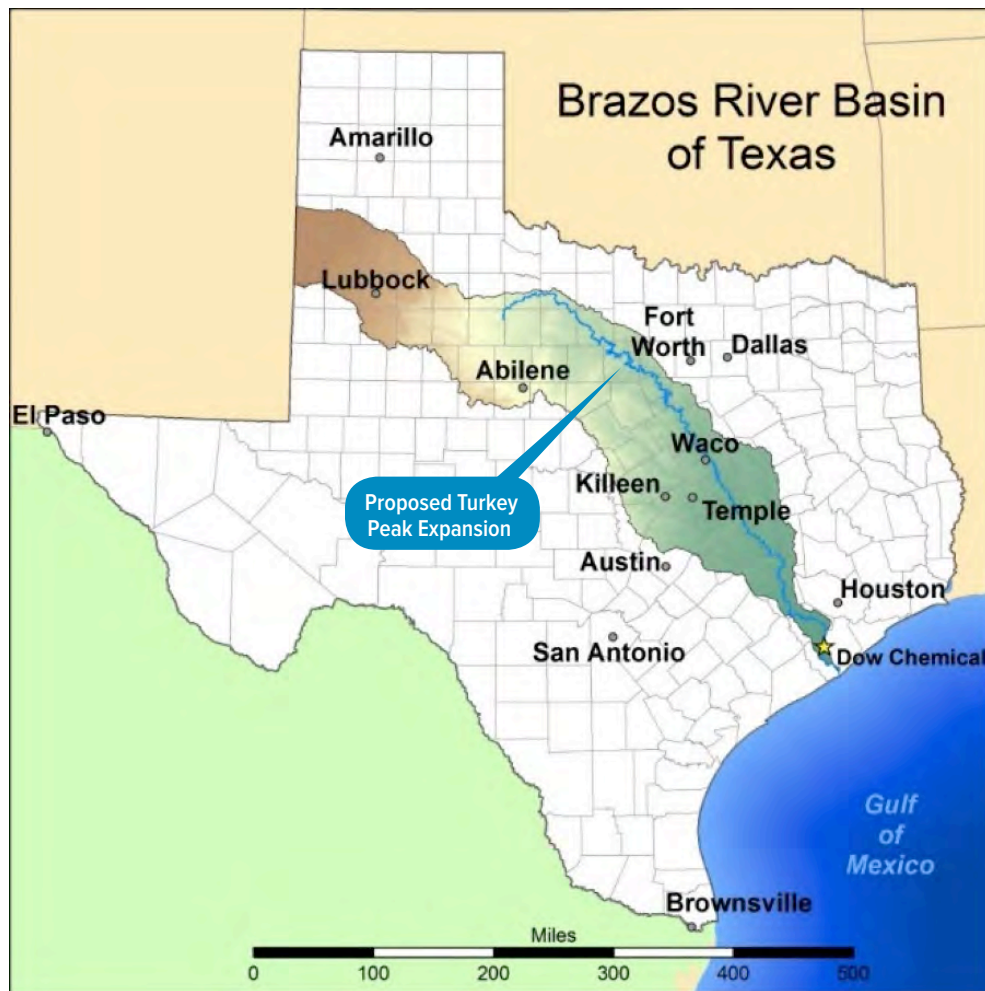 Brazos River Basin
of Texas
Amarillo
Lubbock
Fort
Worth
Dallas
Abilene
El Paso
Waco
Proposed Turkey
Peak Expansion
Killeen
Temple
Austin
Houston
San Antonio
Dow Chemical
Gulf
of
Mexico
Brownsville
Miles
0 100 200 300 400 500